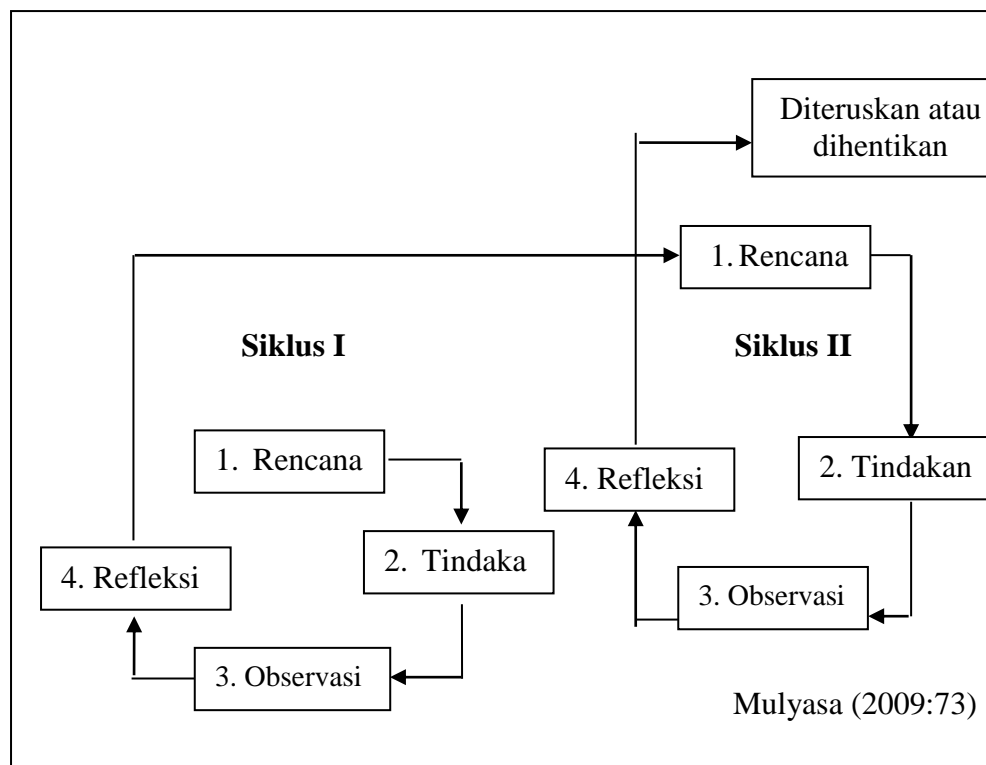 Diteruskan atau
dihentikan
1. Rencana
Siklus I
Siklus II
1. Rencana
4. Refleksi
2. Tindakan
4. Refleksi
2. Tindaka
3. Observasi
3. Observasi
Mulyasa (2009:73)